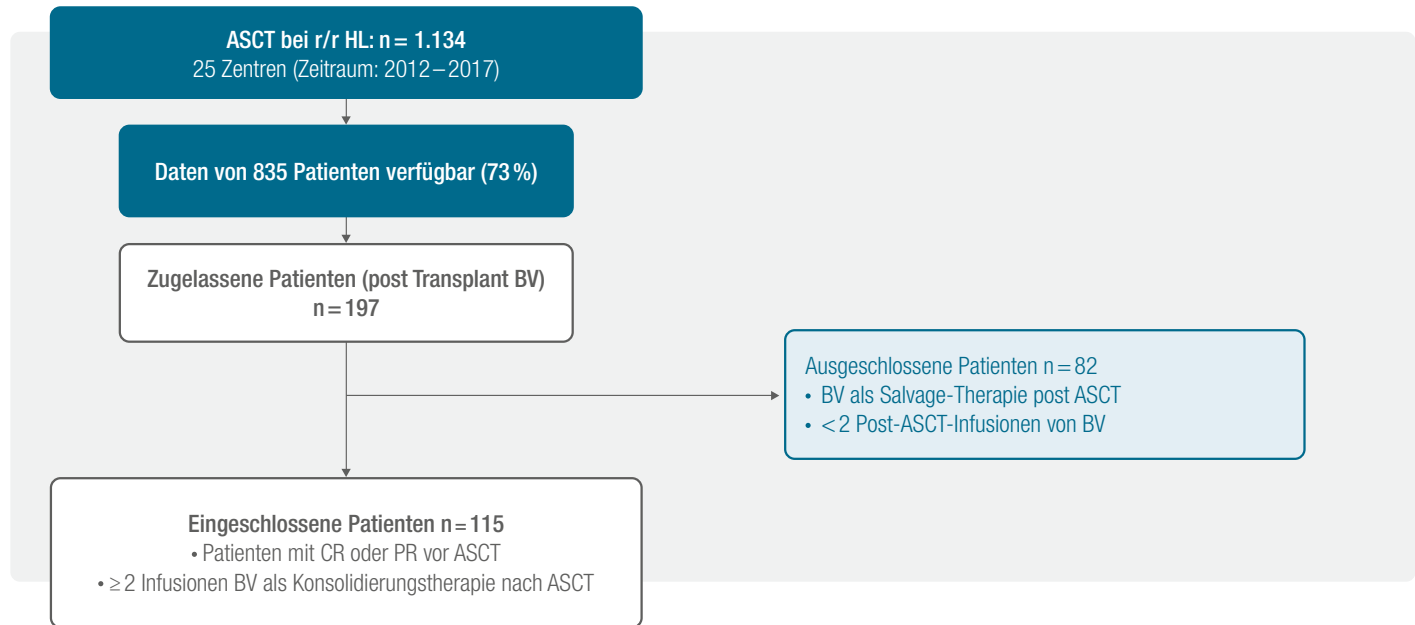 ASCT bei r/r HL: n = 1.134
25 Zentren (Zeitraum: 2012–2017)
Daten von 835 Patienten verfügbar (73 %)
Zugelassene Patienten (post Transplant BV)
n = 197
Ausgeschlossene Patienten n = 82
• BV als Salvage-Therapie post ASCT
• < 2 Post-ASCT-Infusionen von BV
Eingeschlossene Patienten n = 115
• Patienten mit CR oder PR vor ASCT
• ≥ 2 Infusionen BV als Konsolidierungstherapie nach ASCT